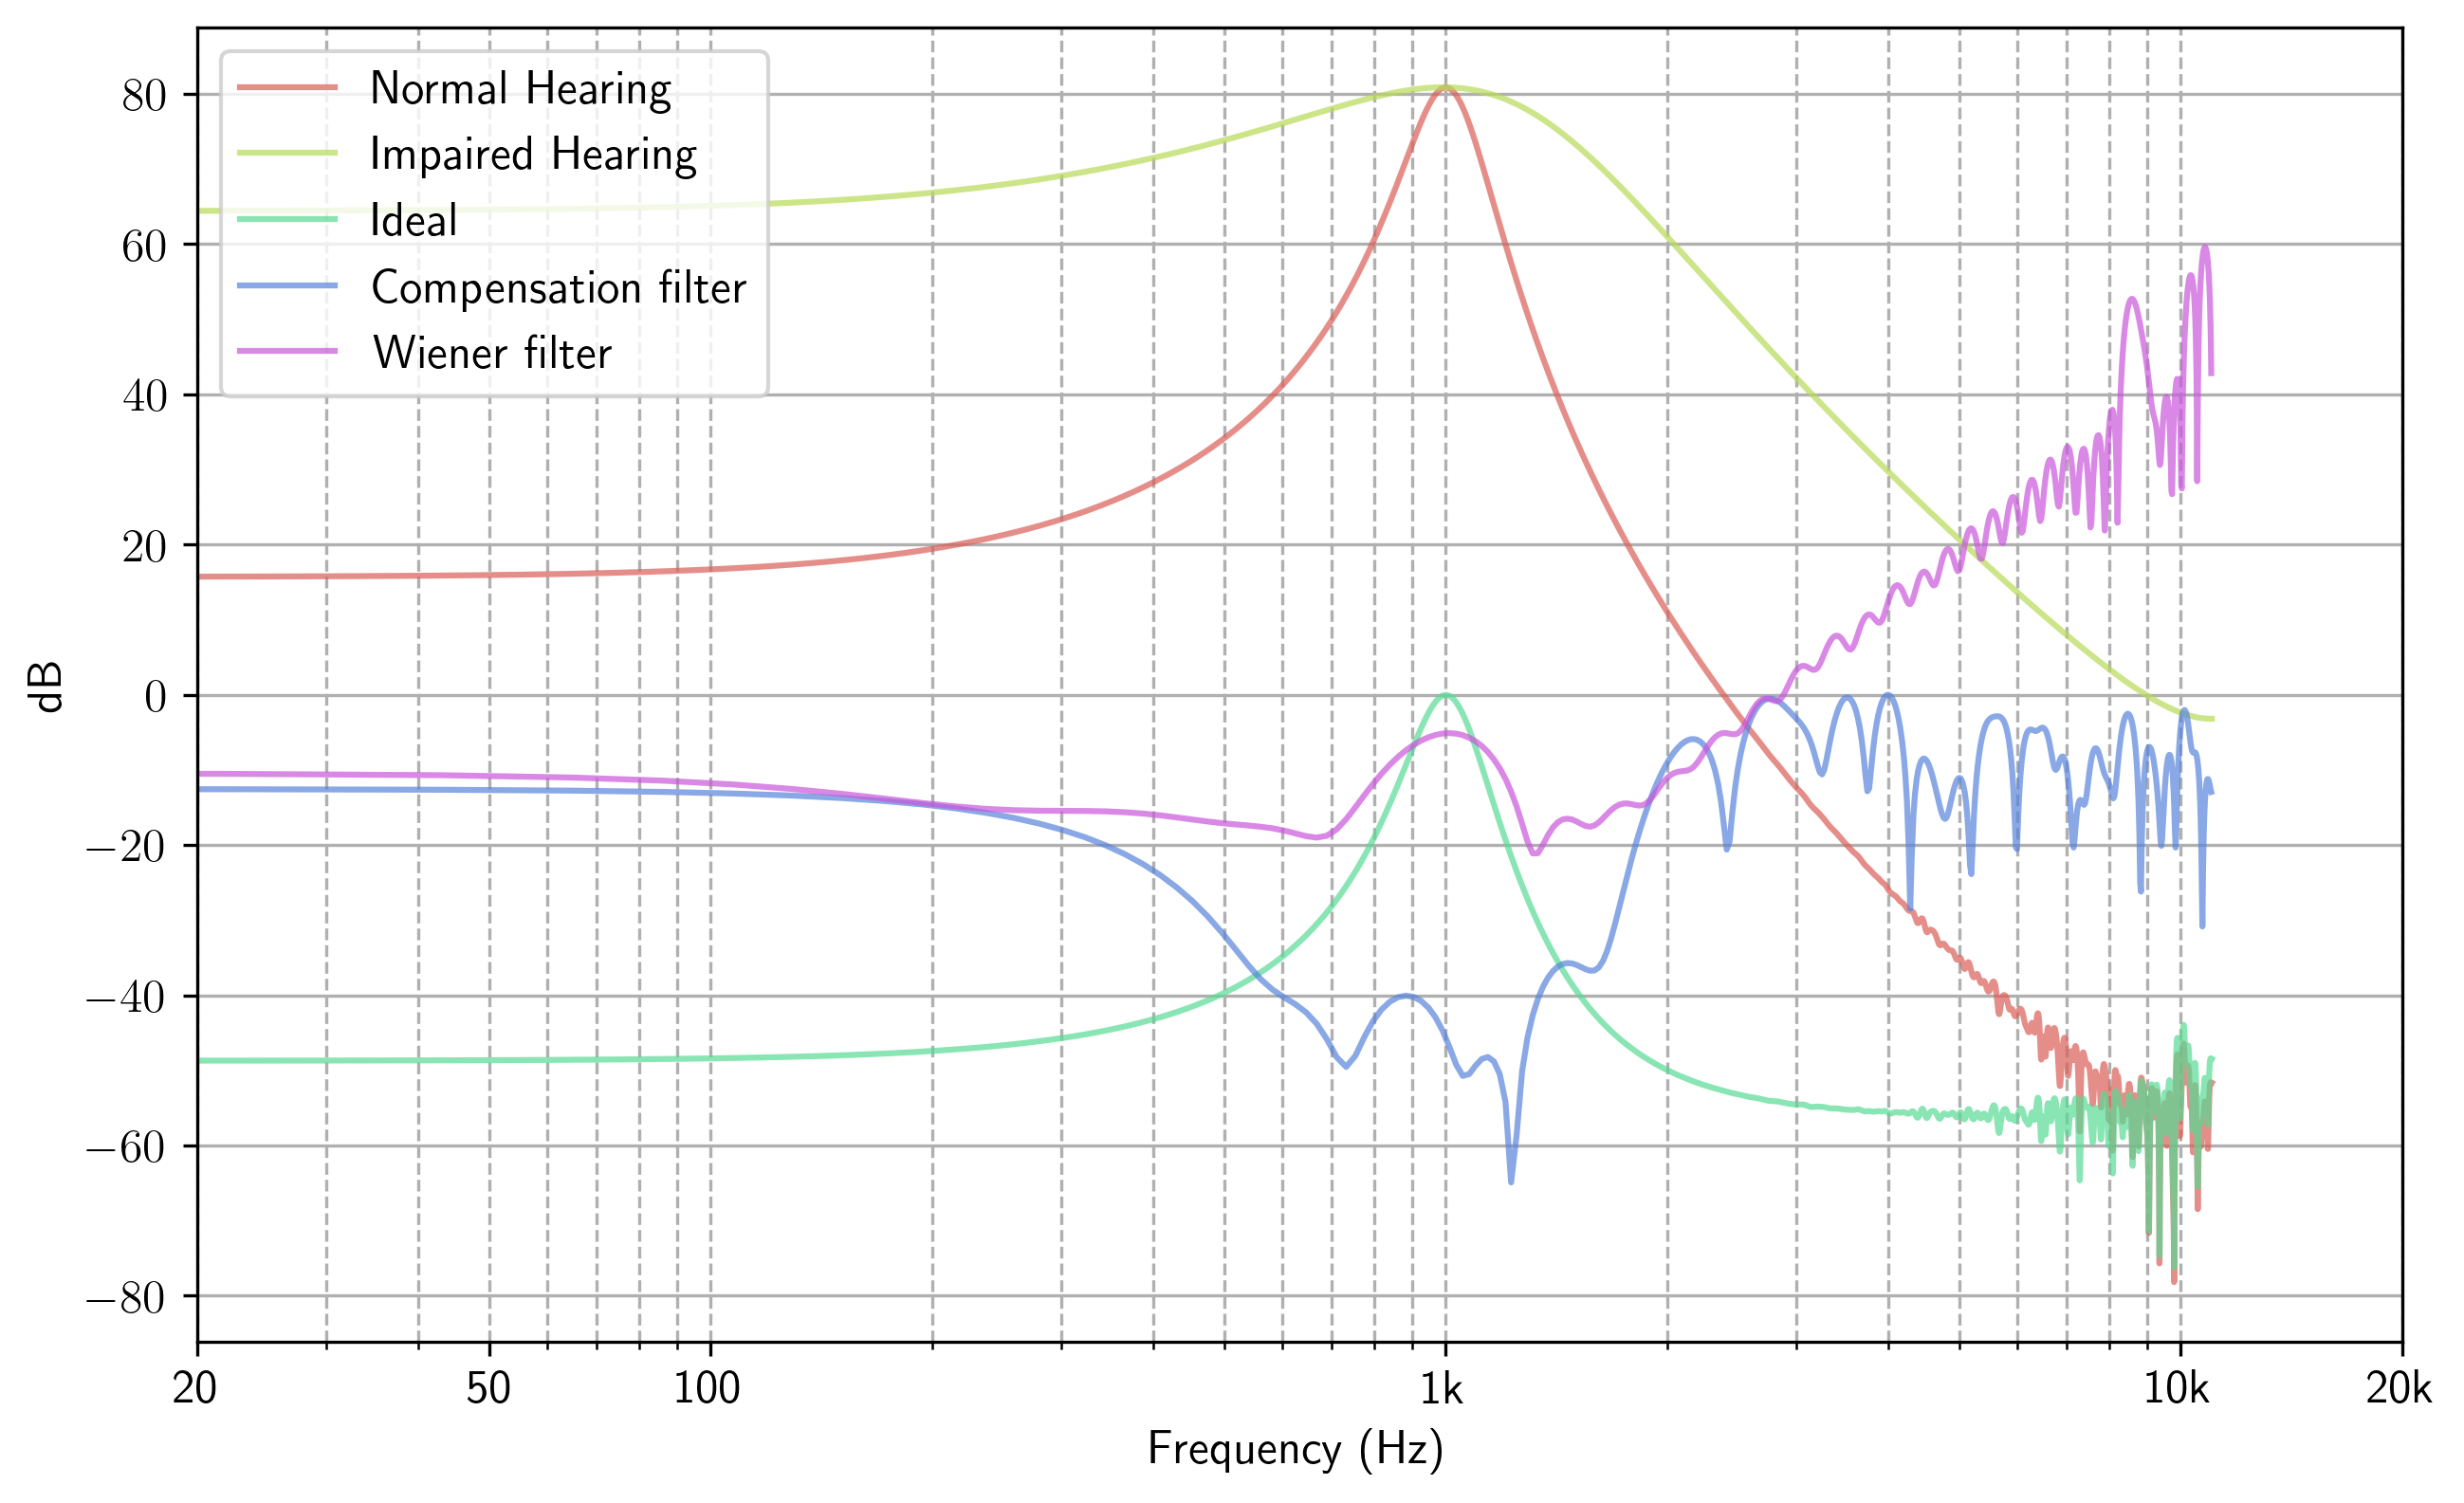 Normal Hearing
Impaired Hearing
Ideal
Compensation filter
Wiener filter
80
60
40
20
0
−20
−40
−60
−80
dB
20 50 100 1k 10k 20k
Frequency (Hz)